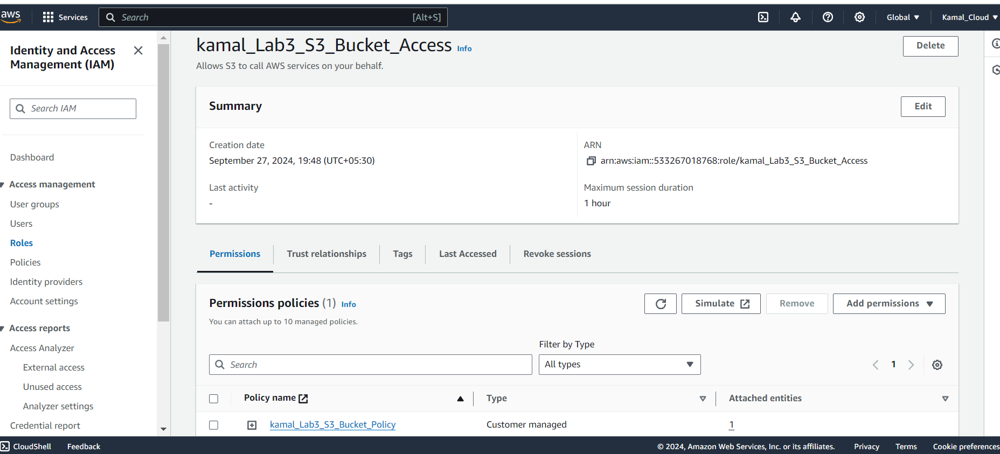 aws
Services
Search
[Alt+S]
Global
Kamal_Cloud
Identity and Access
Management (IAM)
Search IAM
Dashboard
Access management
User groups
Users
Roles
Policies
Identity providers
Account settings
Access reports
Access Analyzer
External access
Unused access
Analyzer settings
Credential report
kamal_Lab3_S3_Bucket_Access Info
Delete
Allows S3 to call AWS services on your behalf.
Summary
Edit
Creation date
September 27, 2024, 19:48 (UTC+05:30)
ARN
arn:aws:iam::533267018768:role/kamal_Lab3_S3_Bucket_Access
Last activity
-
Maximum session duration
1 hour
Permissions
Trust relationships
Tags
Last Accessed
Revoke sessions
Permissions policies (1) Info
Simulate
Remove
Add permissions
You can attach up to 10 managed policies.
Filter by Type
Search
All types
1
Policy name
Type
Attached entities
kamal_Lab3_S3_Bucket_Policy
Customer managed
1
CloudShell
Feedback
© 2024, Amazon Web Services, Inc. or its affiliates.
Privacy
Terms
Cookie preferences